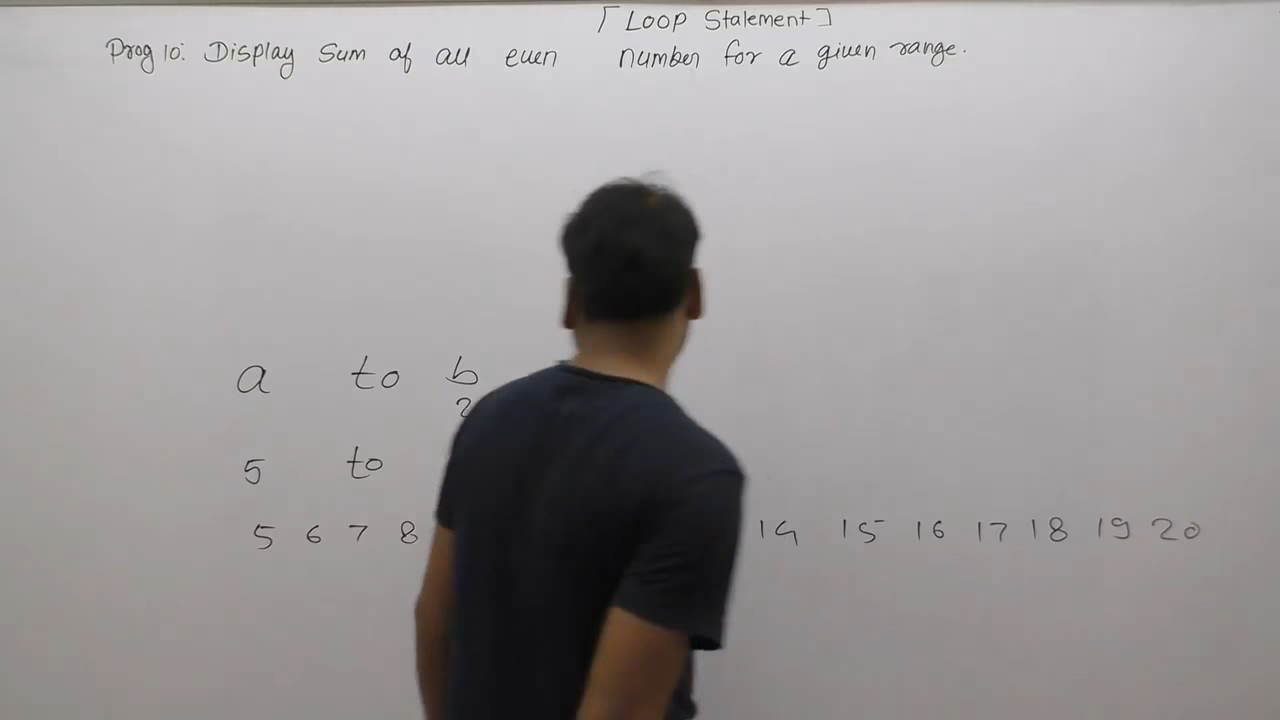 [Loop Statement]
Prog 10: Display Sum of all even number for a given range.
a to b
2
5 to
5 6 7 8 14 15 16 17 18 19 20